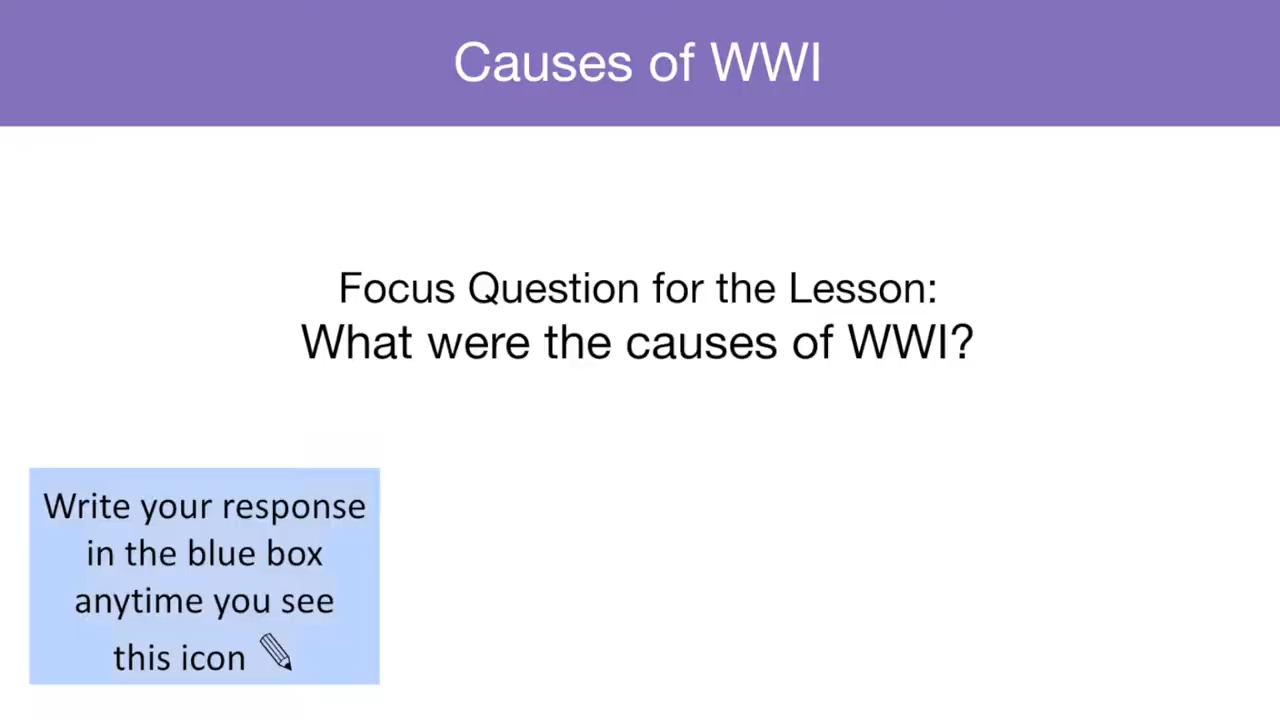 Causes of WWI
Focus Question for the Lesson:
What were the causes of WWI?
Write your response
in the blue box
anytime you see
this icon